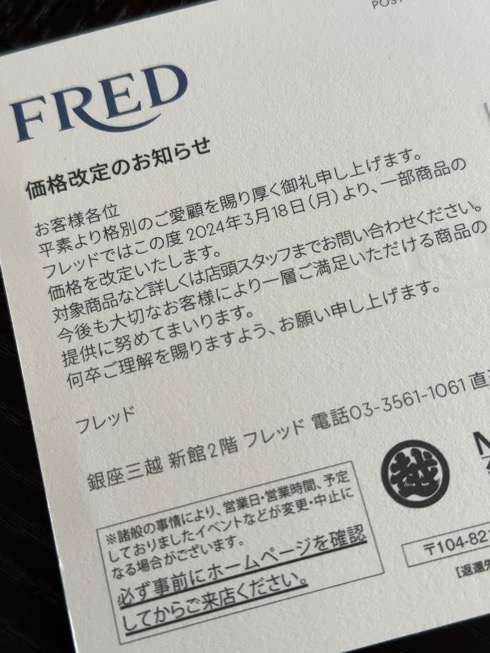 POST
FRED
価格改定のお知らせ
お客様各位
平素より格別のご愛顧を賜り厚く御礼申し上げます。
フレッドではこの度 2024年3月18日(月)より、一部商品の
価格を改定いたします。
対象商品など詳しくは店頭スタッフまでお問い合わせください。
今後も大切なお客様により一層ご満足いただける商品の
提供に努めてまいります。
何卒ご理解を賜りますよう、お願い申し上げます。
フレッド
銀座三越 新館2階 フレッド 電話03-3561-1061 直
越
※諸般の事情により、営業日・営業時間、予定
しておりましたイベントなどが変更・中止に
なる場合がございます。
必ず事前にホームページを確認
してからご来店ください。
〒104-82